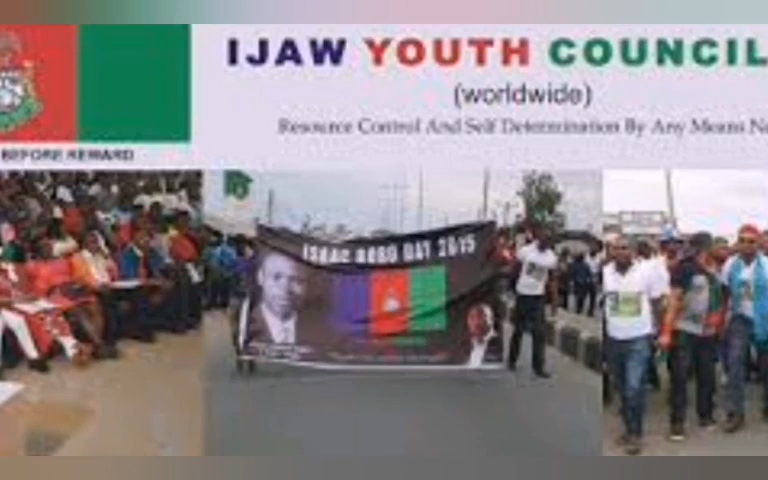 IJAW YOUTH COUNCIL
(worldwide)
Resource Control And Self Determination By Any Means
BEFORE REWARD
ISAAC BORO DAY 2015